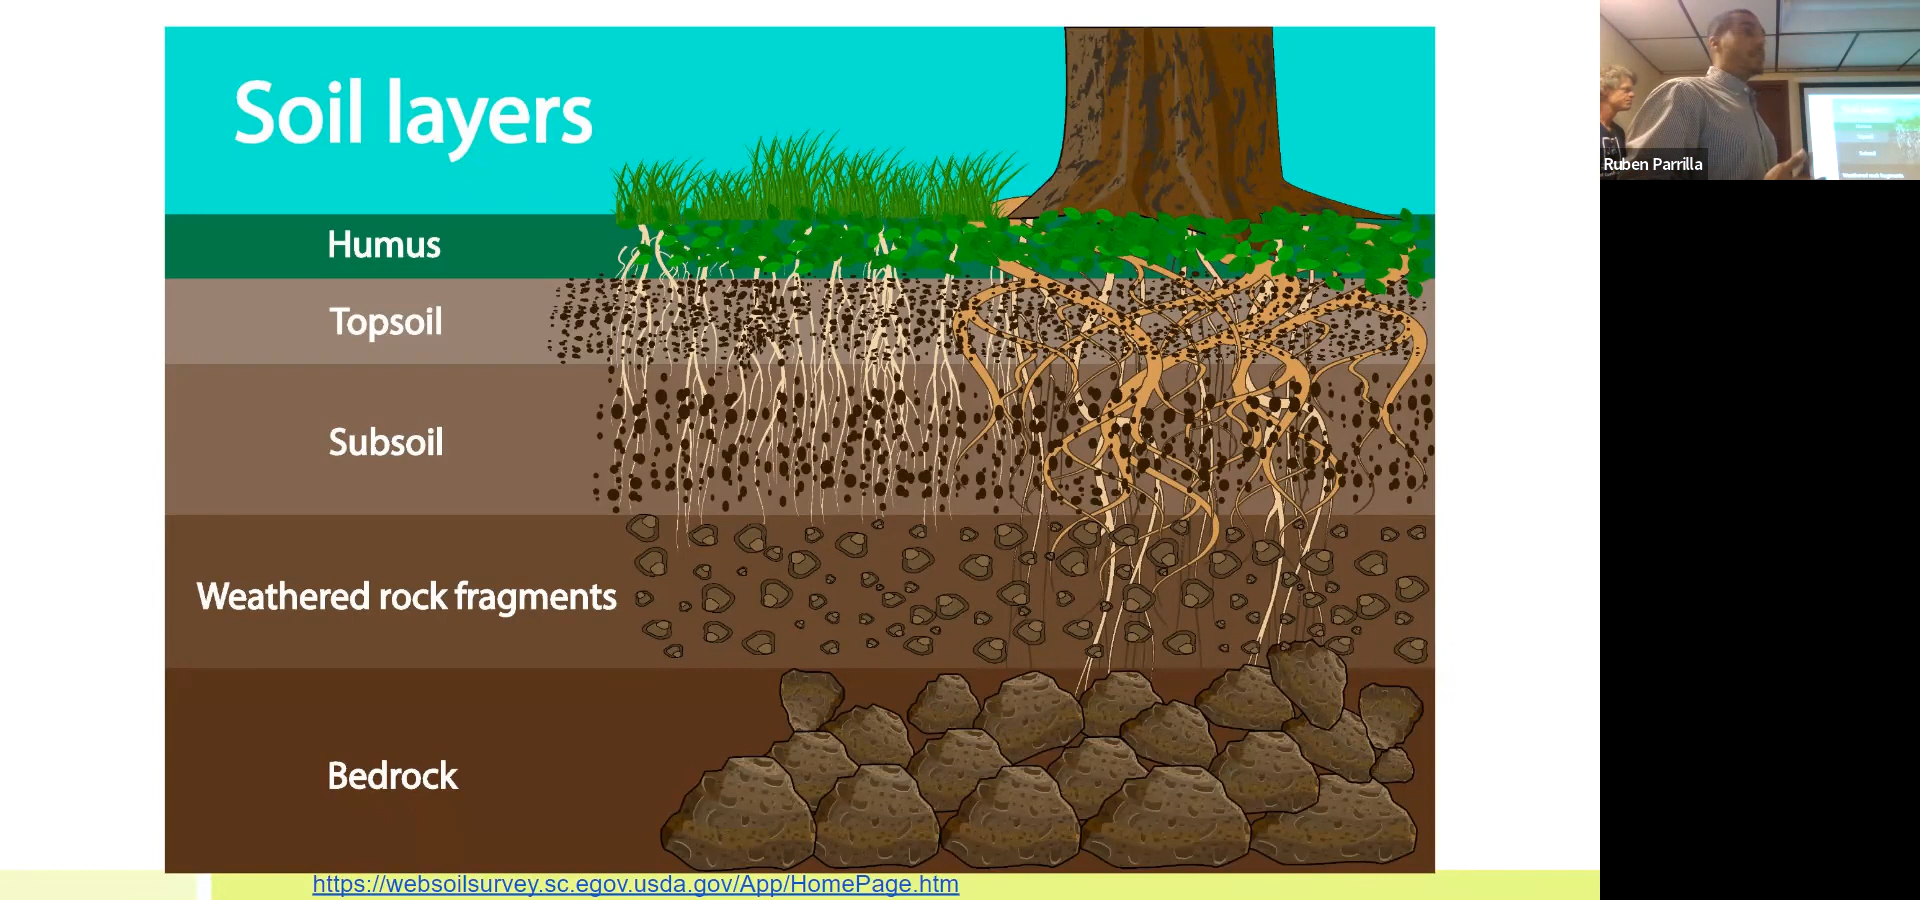 Soil layers
Humus
Topsoil
Subsoil
Weathered rock fragments
Bedrock
https://websoilsurvey.sc.egov.usda.gov/App/HomePage.htm
Ruben Parrilla